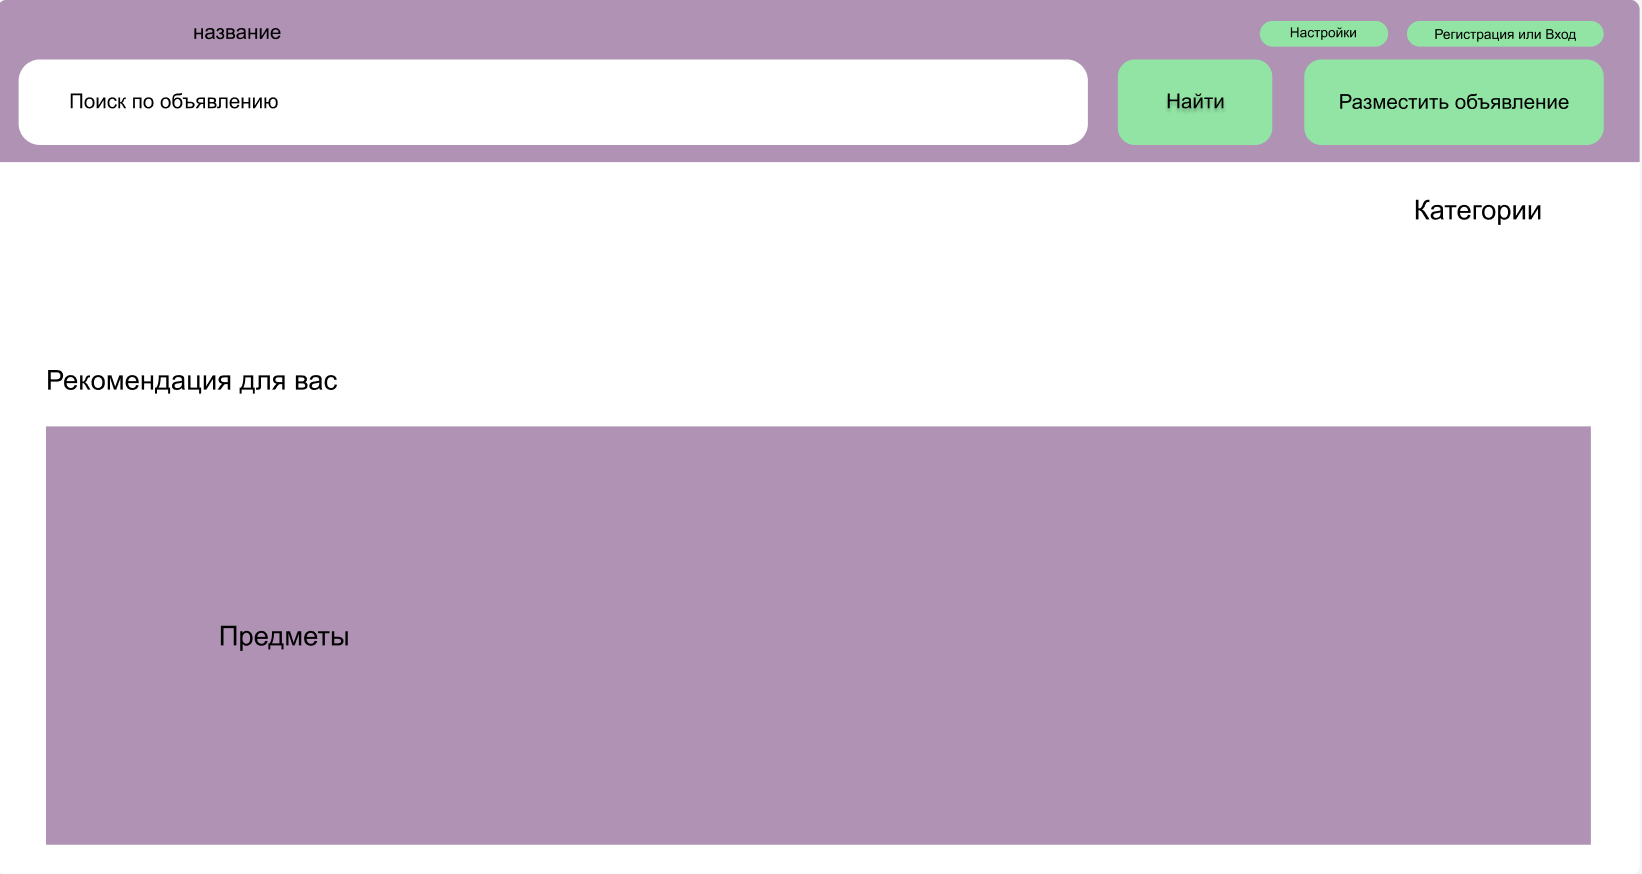 название
Настройки
Регистрация или Вход
Поиск по объявлению
Найти
Разместить объявление
Категории
Рекомендация для вас
Предметы